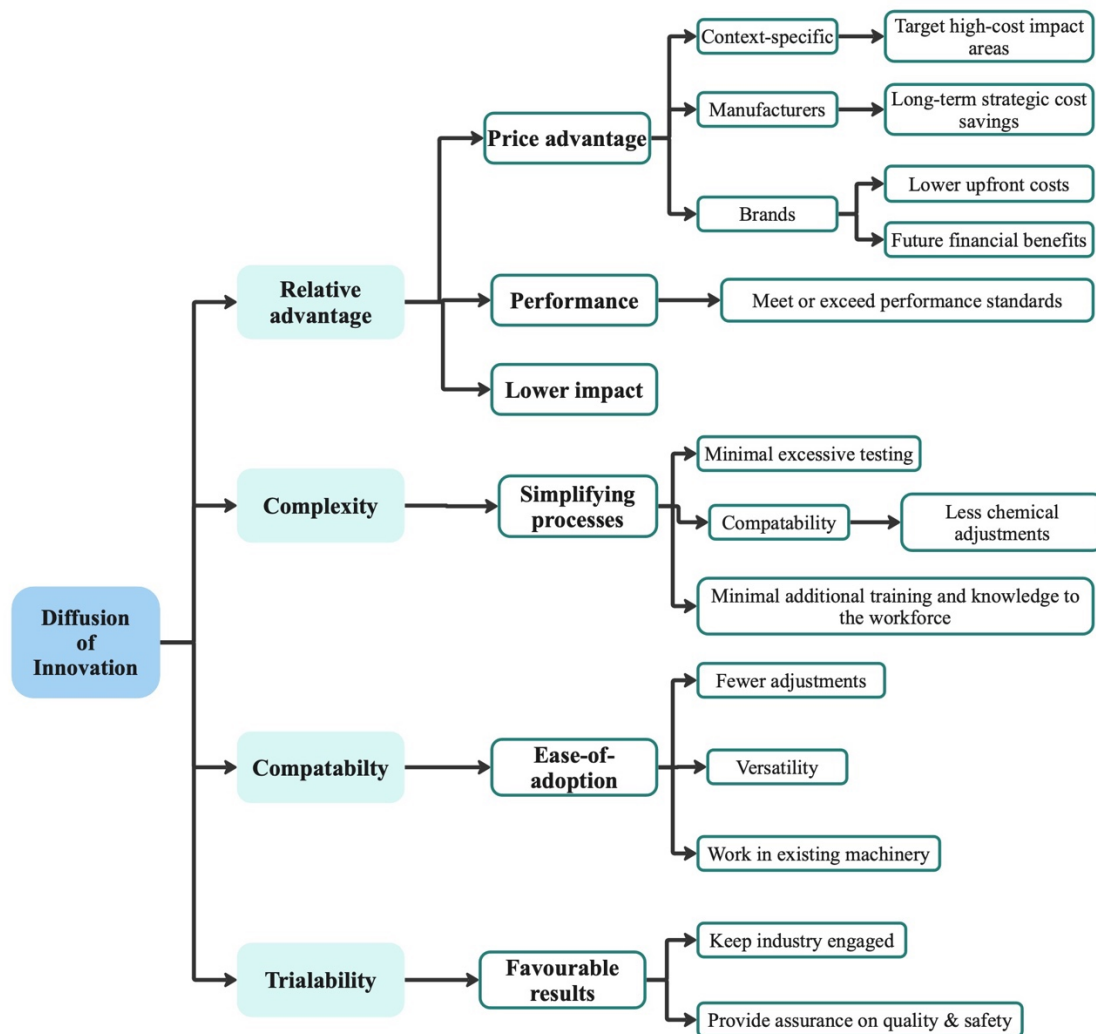 Diffusion
of
Innovation
Relative
advantage
Price advantage
Context-specific
Target high-cost impact
areas
Manufacturers
Long-term strategic cost
savings
Brands
Lower upfront costs
Future financial benefits
Performance
Meet or exceed performance standards
Lower impact
Complexity
Simplifying
processes
Minimal excessive testing
Compatability
Less chemical
adjustments
Minimal additional training and knowledge to
the workforce
Compatabilty
Ease-of-
adoption
Fewer adjustments
Versatility
Work in existing machinery
Trialability
Favourable
results
Keep industry engaged
Provide assurance on quality & safety